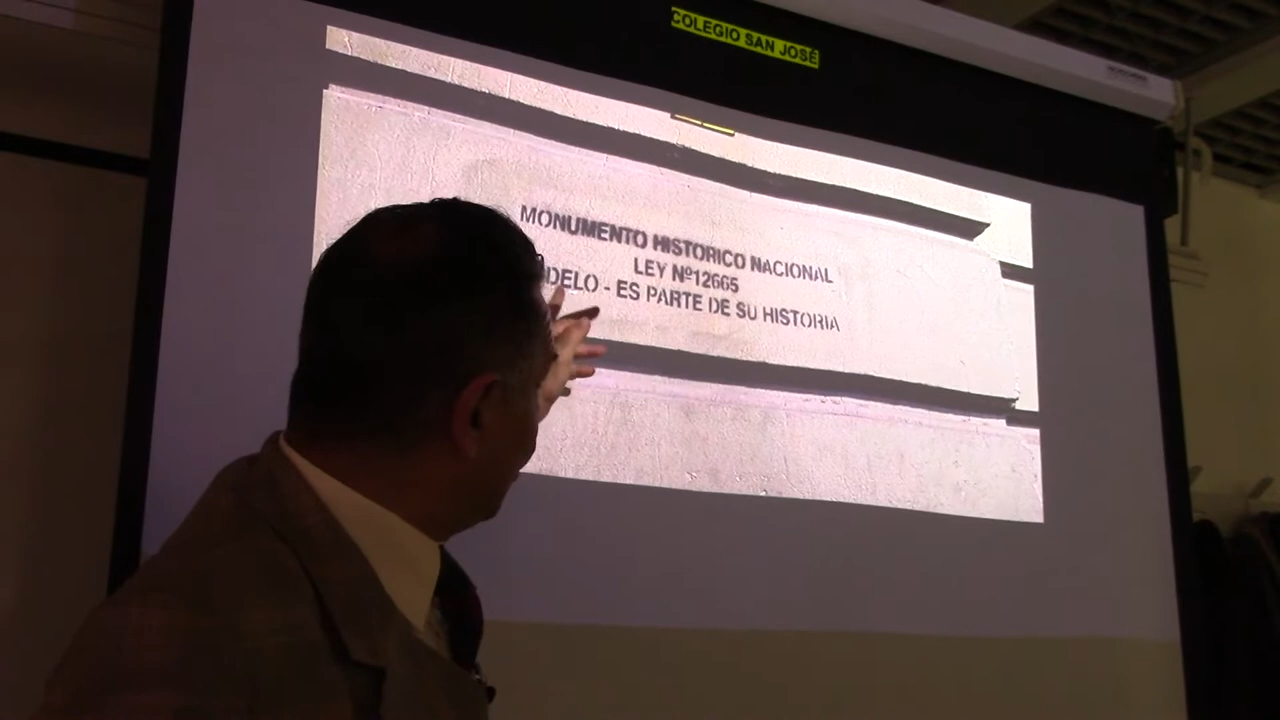 COLEGIO SAN JOSÉ
MONUMENTO HISTORICO NACIONAL
LEY Nº12665
DELO - ES PARTE DE SU HISTORIA